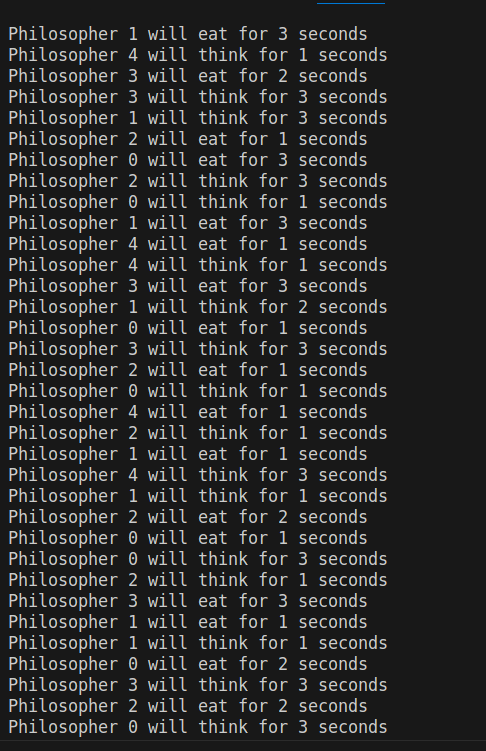 Philosopher 1 will eat for 3 seconds
Philosopher 4 will think for 1 seconds
Philosopher 3 will eat for 2 seconds
Philosopher 3 will think for 3 seconds
Philosopher 1 will think for 3 seconds
Philosopher 2 will eat for 1 seconds
Philosopher 0 will eat for 3 seconds
Philosopher 2 will think for 3 seconds
Philosopher 0 will think for 1 seconds
Philosopher 1 will eat for 3 seconds
Philosopher 4 will eat for 1 seconds
Philosopher 4 will think for 1 seconds
Philosopher 3 will eat for 3 seconds
Philosopher 1 will think for 2 seconds
Philosopher 0 will eat for 1 seconds
Philosopher 3 will think for 3 seconds
Philosopher 2 will eat for 1 seconds
Philosopher 0 will think for 1 seconds
Philosopher 4 will eat for 1 seconds
Philosopher 2 will think for 1 seconds
Philosopher 1 will eat for 1 seconds
Philosopher 4 will think for 3 seconds
Philosopher 1 will think for 1 seconds
Philosopher 2 will eat for 2 seconds
Philosopher 0 will eat for 1 seconds
Philosopher 0 will think for 3 seconds
Philosopher 2 will think for 1 seconds
Philosopher 3 will eat for 3 seconds
Philosopher 1 will eat for 1 seconds
Philosopher 1 will think for 1 seconds
Philosopher 0 will eat for 2 seconds
Philosopher 3 will think for 3 seconds
Philosopher 2 will eat for 2 seconds
Philosopher 0 will think for 3 seconds